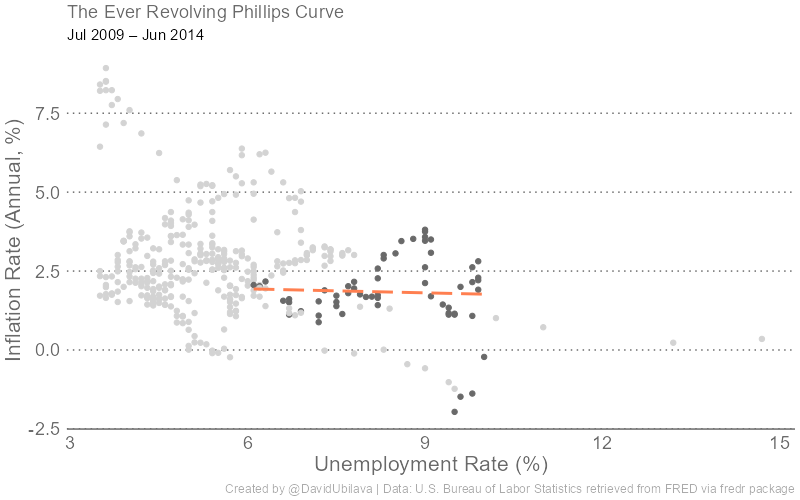 The Ever Revolving Phillips Curve
Jul 2009 – Jun 2014
Inflation Rate (Annual, %)
7.5
5.0
2.5
0.0
-2.5
3 6 9 12 15
Unemployment Rate (%)
Created by @DavidUbilava | Data: U.S. Bureau of Labor Statistics retrieved from FRED via fredr package